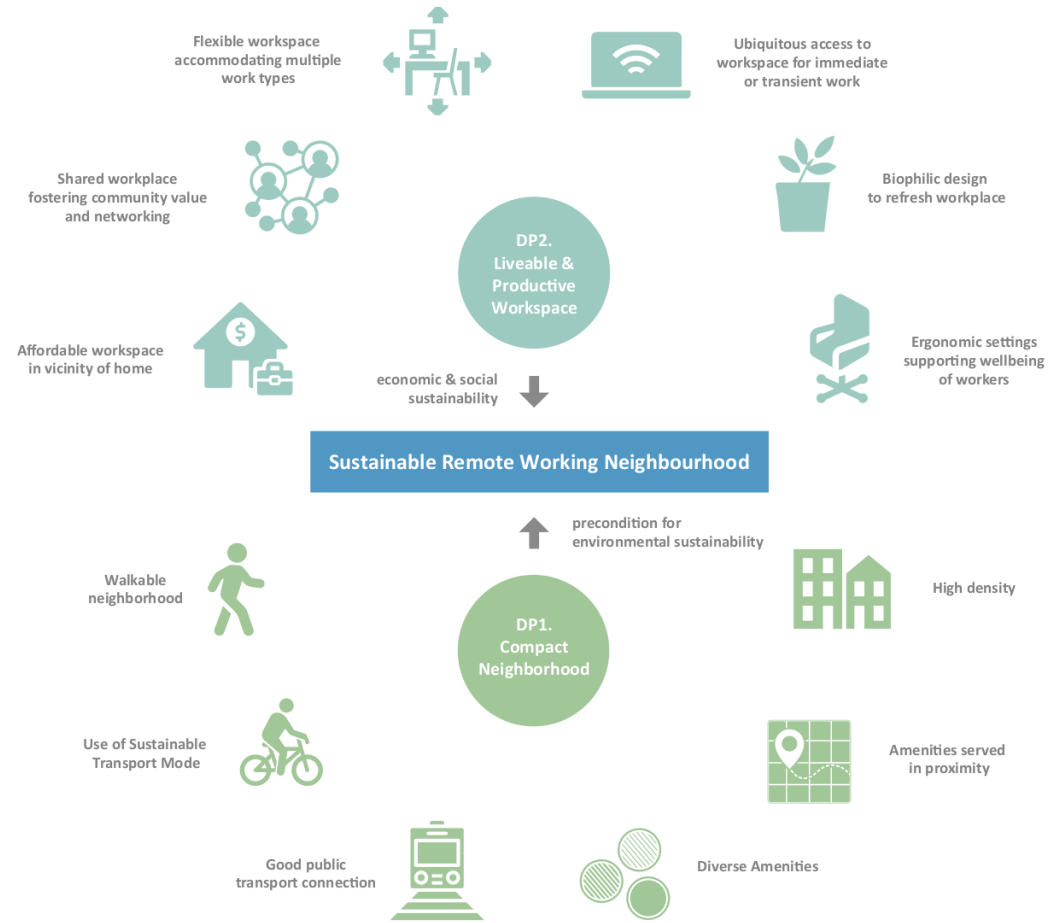 Flexible workspace
accommodating multiple
work types
Ubiquitous access to
workspace for immediate
or transient work
Shared workplace
fostering community value
and networking
Biophilic design
to refresh workplace
DP2.
Liveable &
Productive
Workspace
$
Affordable workspace
in vicinity of home
Ergonomic settings
supporting wellbeing
of workers
economic & social
sustainability
Sustainable Remote Working Neighbourhood
precondition for
environmental sustainability
Walkable
neighborhood
High density
DP1.
Compact
Neighborhood
Use of Sustainable
Transport Mode
Amenities served
in proximity
Good public
transport connection
Diverse Amenities